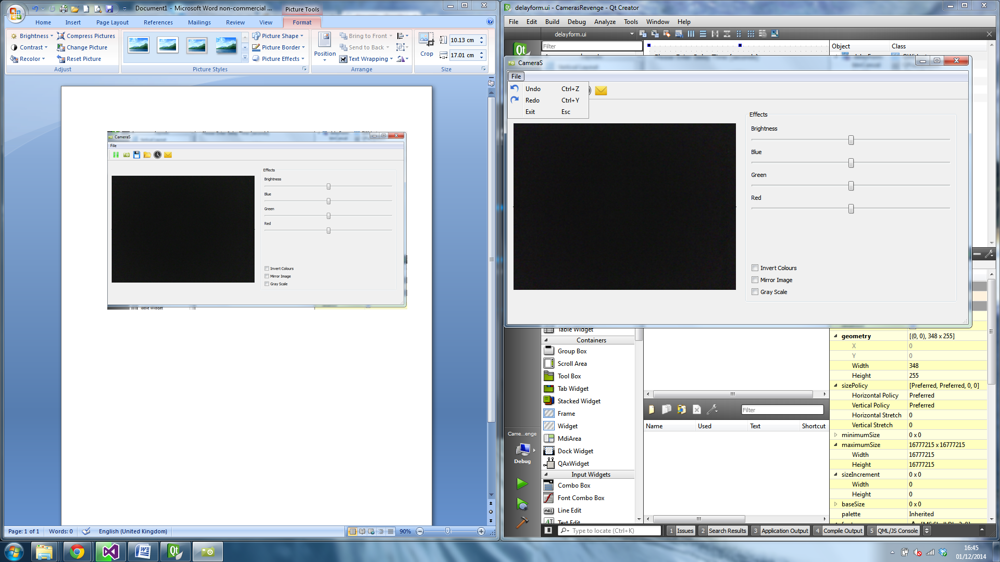 Document1 - Microsoft Word non-commercial ...
Picture Tools
Home Insert Page Layout References Mailings Review View Format
Brightness Compress Pictures
Contrast Change Picture
Recolor Reset Picture
Adjust
Picture Shape
Picture Border
Picture Effects
Picture Styles
Position
Bring to Front
Send to Back
Text Wrapping
Arrange
Crop
10.13 cm
17.01 cm
Size
CameraS
File
Effects
Brightness
Blue
Green
Red
Invert Colours
Mirror Image
Gray Scale
Table Widget
Page: 1 of 1 Words: 0 English (United Kingdom) 90%
delayform.ui - CamerasRevenge - Qt Creator
File Edit Build Debug Analyze Tools Window Help
delayform.ui
Qt
Filter
Object Class
CameraS
File
Undo Ctrl+Z
Redo Ctrl+Y
Exit Esc
Effects
Brightness
Blue
Green
Red
Invert Colours
Mirror Image
Gray Scale
Table Widget
Containers
Group Box
Scroll Area
Tool Box
Tab Widget
Stacked Widget
Frame
Widget
MdiArea
Dock Widget
QAxWidget
Input Widgets
Combo Box
Font Combo Box
Line Edit
Text Edit
Came...enge
Debug
Filter
Name Used Text Shortcut
geometry [(0, 0), 348 x 255]
X 0
Y 0
Width 348
Height 255
sizePolicy [Preferred, Preferred, 0, 0]
Horizontal Policy Preferred
Vertical Policy Preferred
Horizontal Stretch 0
Vertical Stretch 0
minimumSize 0 x 0
maximumSize 16777215 x 16777215
Width 16777215
Height 16777215
sizeIncrement 0 x 0
Width 0
Height 0
baseSize 0 x 0
palette Inherited
Type to locate (Ctrl+K)
1 Issues 2 Search Results 3 Application Output 4 Compile Output 5 QML/JS Console
16:45
01/12/2014